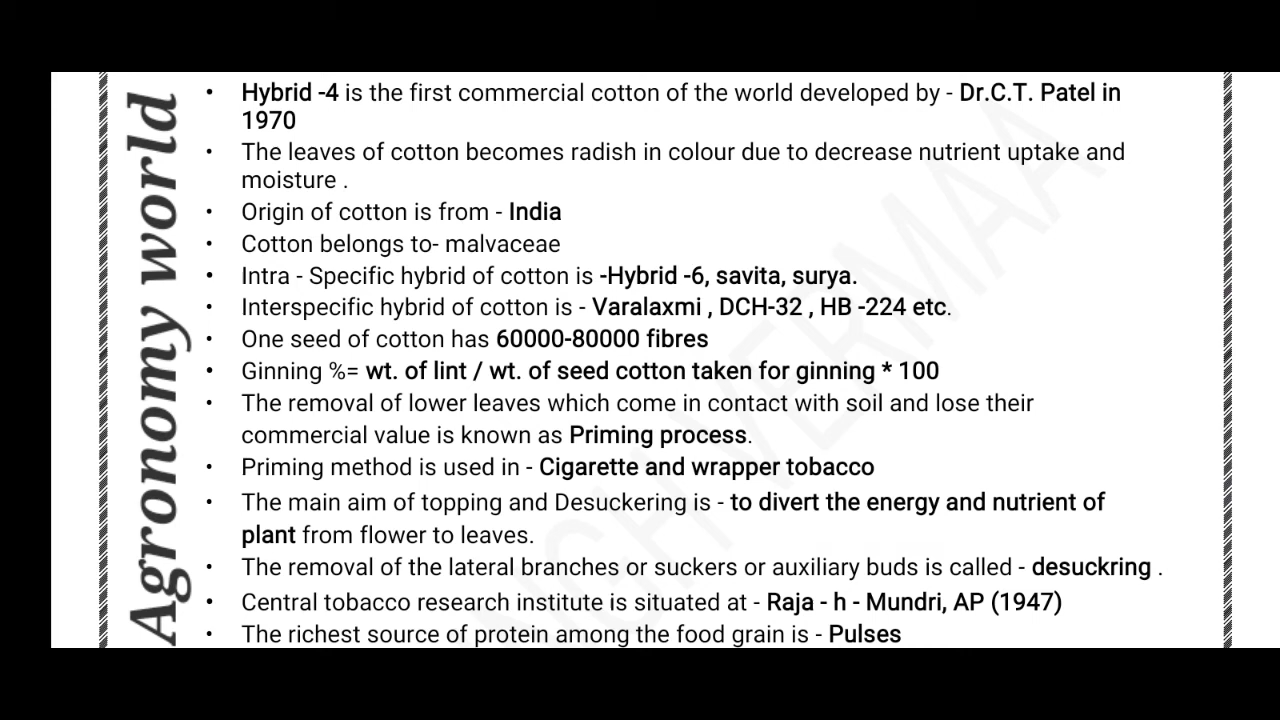 Agronomy world
• Hybrid -4 is the first commercial cotton of the world developed by - Dr.C.T. Patel in
1970
• The leaves of cotton becomes radish in colour due to decrease nutrient uptake and
moisture .
• Origin of cotton is from - India
• Cotton belongs to- malvaceae
• Intra - Specific hybrid of cotton is -Hybrid -6, savita, surya.
• Interspecific hybrid of cotton is - Varalaxmi , DCH-32 , HB -224 etc.
• One seed of cotton has 60000-80000 fibres
• Ginning %= wt. of lint / wt. of seed cotton taken for ginning * 100
• The removal of lower leaves which come in contact with soil and lose their
commercial value is known as Priming process.
• Priming method is used in - Cigarette and wrapper tobacco
• The main aim of topping and Desuckering is - to divert the energy and nutrient of
plant from flower to leaves.
• The removal of the lateral branches or suckers or auxiliary buds is called - desuckring .
• Central tobacco research institute is situated at - Raja - h - Mundri, AP (1947)
• The richest source of protein among the food grain is - Pulses